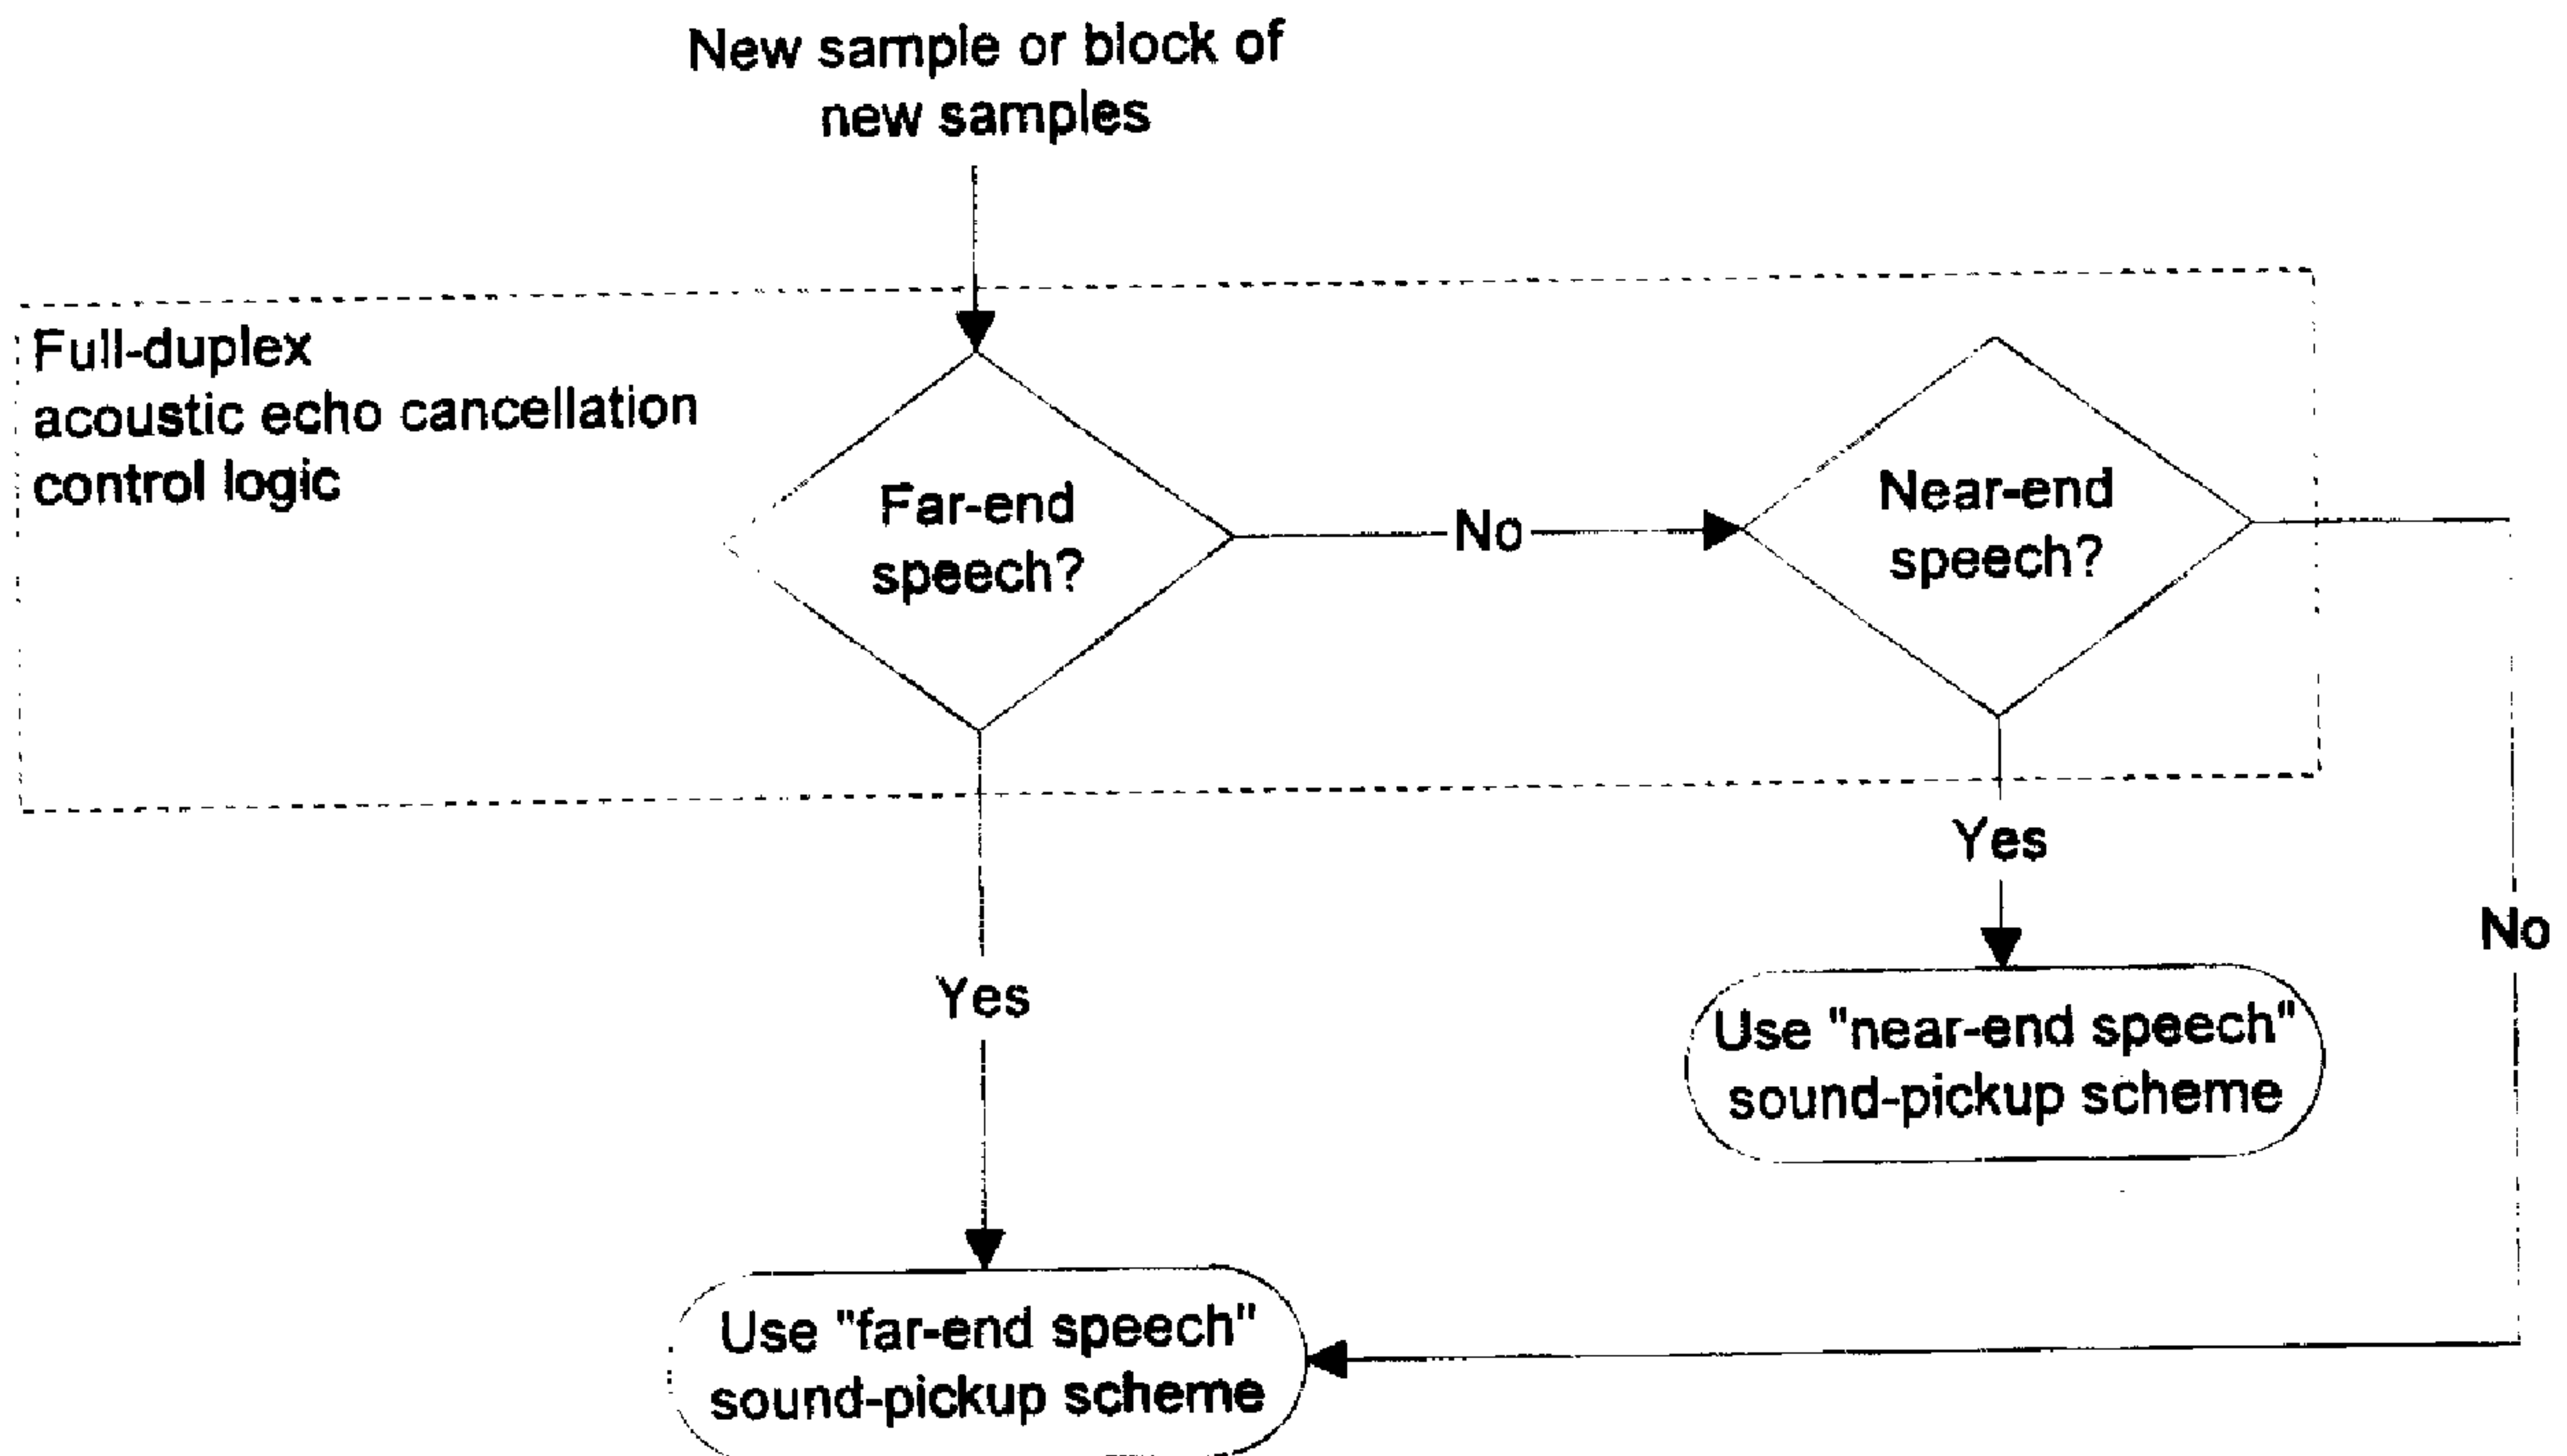 New sample or block of
new samples
Full-duplex
acoustic echo cancellation
control logic
Far-end
speech?
No
Near-end
speech?
Yes
No
Yes
Use "near-end speech"
sound-pickup scheme
Use "far-end speech"
sound-pickup scheme